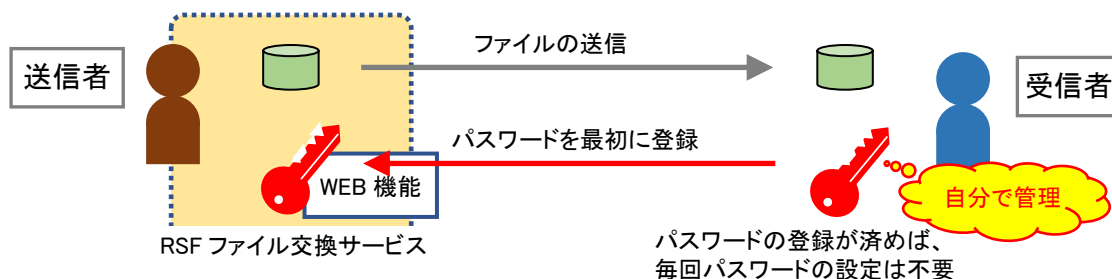 ファイルの送信
送信者
受信者
パスワードを最初に登録
WEB 機能
自分で管理
RSF ファイル交換サービス
パスワードの登録が済めば、
毎回パスワードの設定は不要